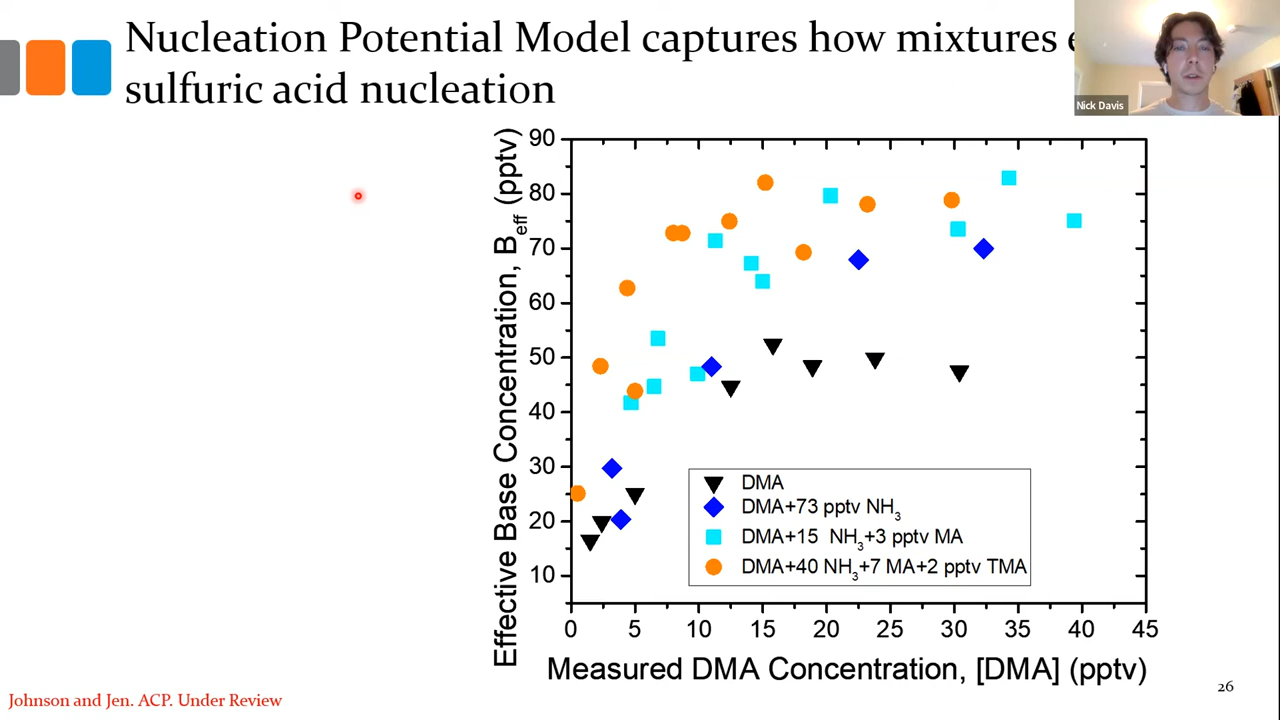 Nucleation Potential Model captures how mixtures
sulfuric acid nucleation
Nick Davis
Effective Base Concentration, Beff (pptv)
90
80
70
60
50
40
30
20
10
DMA
DMA+73 pptv NH3
DMA+15 NH3+3 pptv MA
DMA+40 NH3+7 MA+2 pptv TMA
0 5 10 15 20 25 30 35 40 45
Measured DMA Concentration, [DMA] (pptv)
Johnson and Jen. ACP. Under Review
26